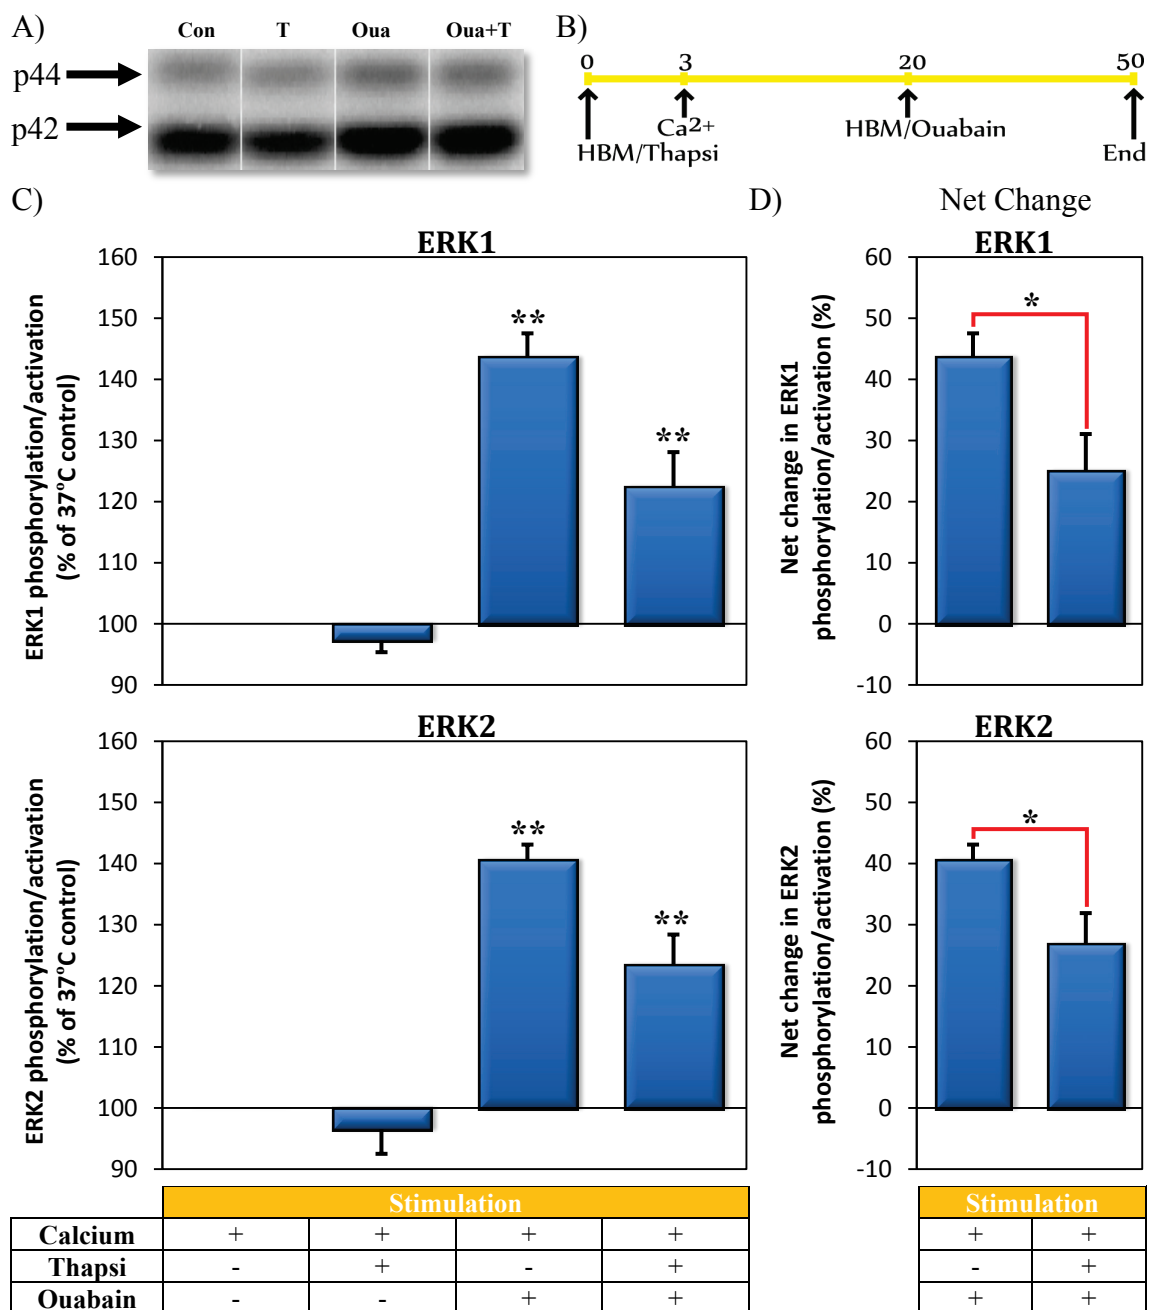 A)
Con T Oua Oua+T
p44
p42
B)
0 3 20 50
Ca2+ HBM/Ouabain
HBM/Thapsi End
C)
ERK1
ERK1 phosphorylation/activation
(% of 37°C control)
160
150
140
130
120
110
100
90
**
**
D) Net Change
ERK1
Net change in ERK1
phosphorylation/activation (%)
60
50
40
30
20
10
0
-10
*
ERK2
ERK2 phosphorylation/activation
(% of 37°C control)
160
150
140
130
120
110
100
90
**
**
ERK2
Net change in ERK2
phosphorylation/activation (%)
60
50
40
30
20
10
0
-10
*
Stimulation Stimulation
Calcium + + + + + +
Thapsi - + - + - +
Ouabain - - + + + +